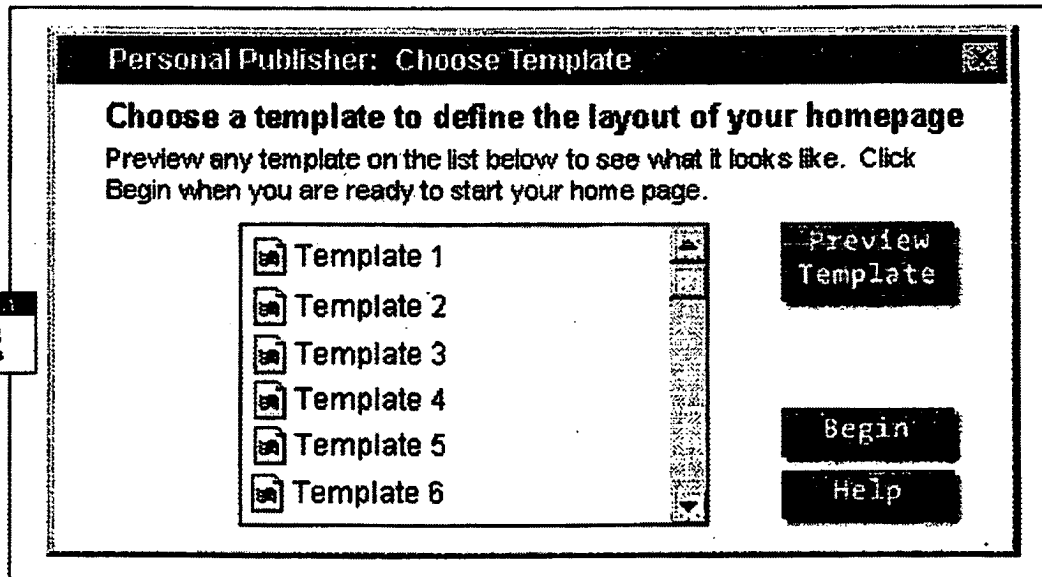 Personal Publisher: Choose Template
Choose a template to define the layout of your homepage
Preview any template on the list below to see what it looks like. Click
Begin when you are ready to start your home page.
Template 1
Template 2
Template 3
Template 4
Template 5
Template 6
Preview
Template
Begin
Help